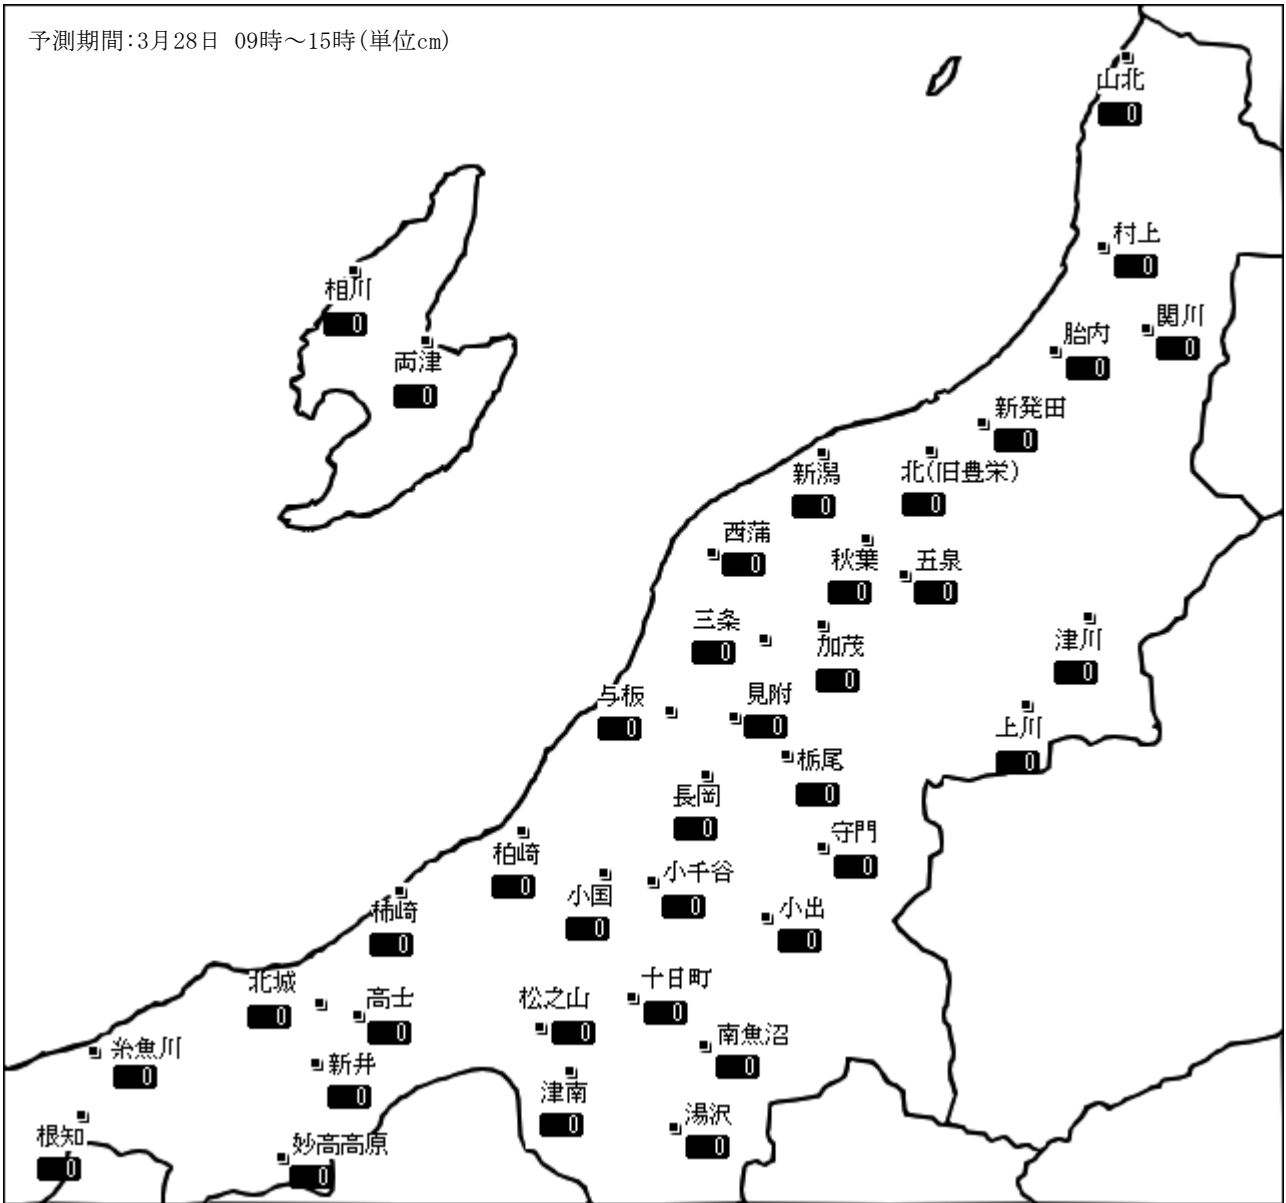 予測期間:3月28日 09時～15時(単位cm)
山北
0
村上
0
相川
0
関川
0
胎内
0
両津
0
新発田
0
新潟
0
北(旧豊栄)
0
西蒲
0
秋葉
0
五泉
0
三条
0
加茂
0
津川
0
与板
0
見附
0
上川
0
栃尾
0
長岡
0
守門
0
柏崎
0
小千谷
0
小国
0
小出
0
柿崎
0
北城
0
高士
0
松之山
0
十日町
0
南魚沼
0
糸魚川
0
新井
0
津南
0
湯沢
0
根知
0
妙高高原
0